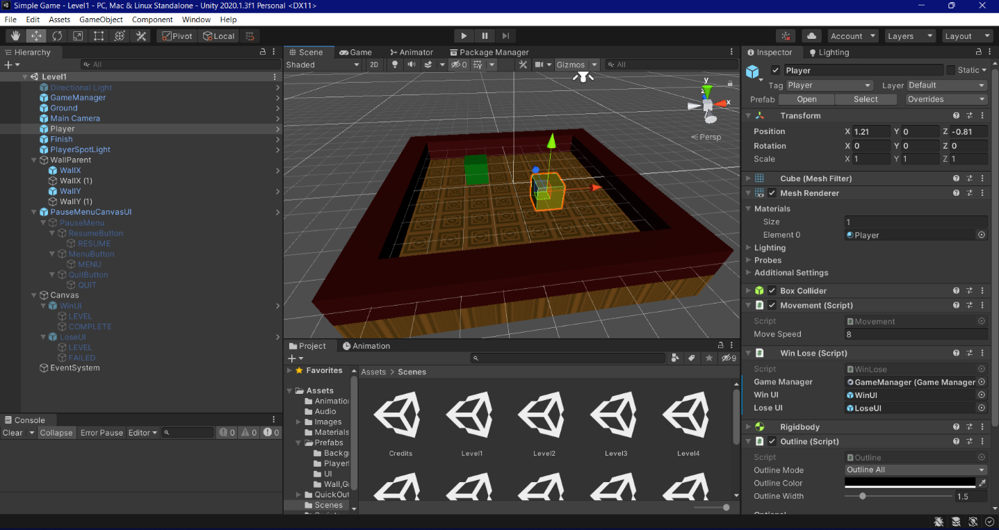 Simple Game - Level1 - PC, Mac & Linux Standalone - Unity 2020.1.3f1 Personal <DX11>
File Edit Assets GameObject Component Window Help
Pivot Local Account Layers Layout
Hierarchy
All
Level1
Directional Light
GameManager
Ground
Main Camera
Player
Finish
PlayerSpotLight
WallParent
WallX
WallX (1)
WallY
WallY (1)
PauseMenuCanvasUI
PauseMenu
ResumeButton
RESUME
MenuButton
MENU
QuitButton
QUIT
Canvas
WinUI
LEVEL
COMPLETE
LoseUI
LEVEL
FAILED
EventSystem
Console
Clear Collapse Error Pause Editor 0 0 0
Scene Game Animator Package Manager
Shaded 2D 0 Gizmos All
y
z
x
Persp
Project Animation
9
Favorites
Assets
Animatio
Audio
Images
Materials
Prefabs
Backg
Player
UI
Wall,G
QuickOut
Scenes
Assets > Scenes
Credits Level1 Level2 Level3 Level4
Inspector Lighting
Player Static
Tag Player Layer Default
Prefab Open Select Overrides
Transform
Position X 1.21 Y 0 Z -0.81
Rotation X 0 Y 0 Z 0
Scale X 1 Y 1 Z 1
Cube (Mesh Filter)
Mesh Renderer
Materials
Size 1
Element 0 Player
Lighting
Probes
Additional Settings
Box Collider
# Movement (Script)
Script Movement
Move Speed 8
# Win Lose (Script)
Script WinLose
Game Manager GameManager (Game Manager
Win UI WinUI
Lose UI LoseUI
Rigidbody
# Outline (Script)
Script Outline
Outline Mode Outline All
Outline Color
Outline Width 1.5